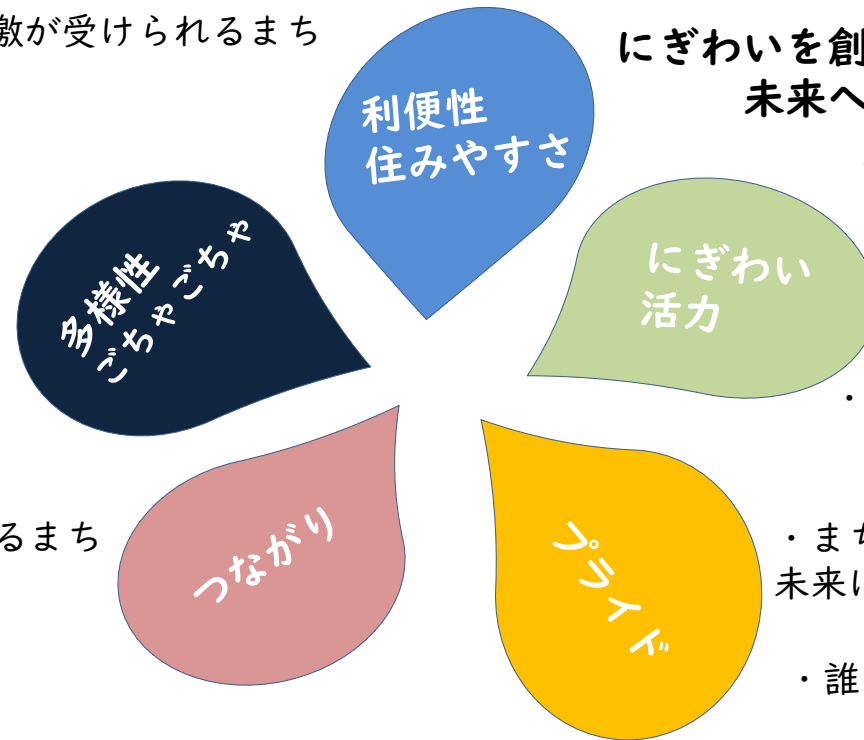 激が受けられるまち
にぎわいを創
未来へ
利便性
住みやすさ
多様性
ごちゃごちゃ
にぎわい
活力
・
るまち
つながり
プライド
・まち
未来に
・誰